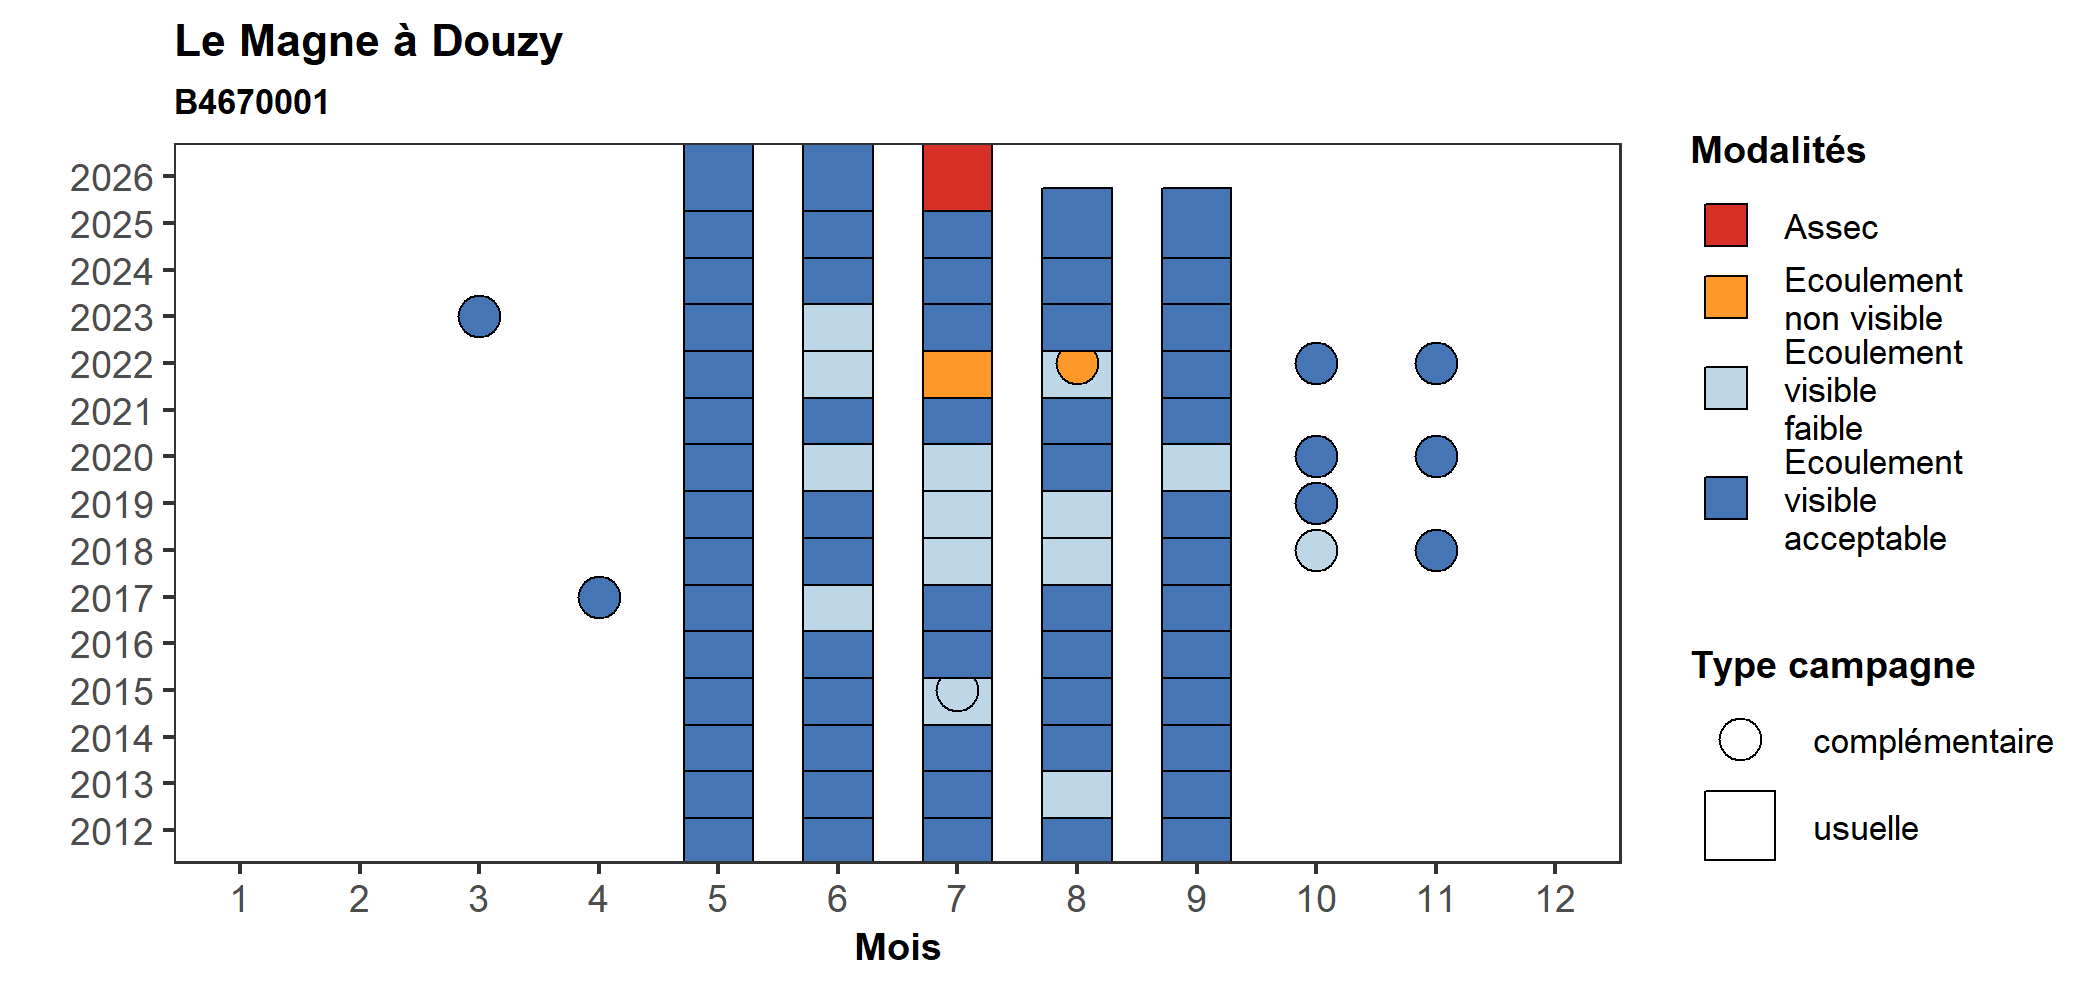 Le Magne à Douzy
B4670001
2026
2025
2024
2023
2022
2021
2020
2019
2018
2017
2016
2015
2014
2013
2012
1 2 3 4 5 6 7 8 9 10 11 12
Mois
Modalités
Assec
Ecoulement
non visible
Ecoulement
visible
faible
Ecoulement
visible
acceptable
Type campagne
complémentaire
usuelle